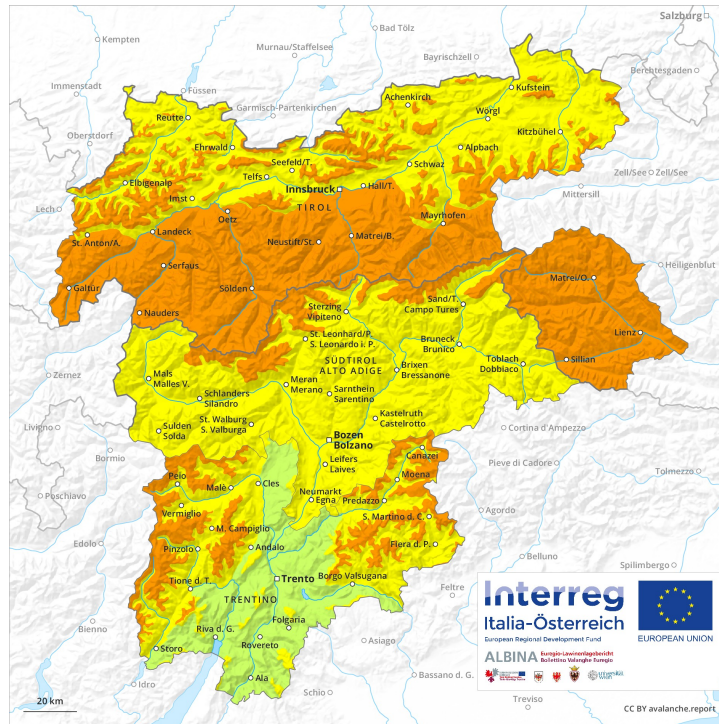 Salzburg
Kempten
Bad Tölz
Murnau/Staffelsee
Bayrischzell
Berchtesgaden
Immenstadt
Füssen
Garmisch-Partenkirchen
Achenkirch
Kufstein
Reutte
Wörgl
Oberstdorf
Ehrwald
Kitzbühel
Alpbach
Seefeld/T.
Schwaz
Zell/See
Zell/See
Telfs
Elbigenalp
Innsbruck
Hall/T.
Mittersill
Imst
TIROL
Lech
Oetz
Mayrhofen
St. Anton/A.
Landeck
Neustift/St.
Matrei/B.
Heiligenblut
Serfaus
Matrei/O.
Galtür
Sölden
Sand/T.
Campo Tures
Nauders
Sterzing
Vipiteno
Lienz
St. Leonhard/P.
S. Leonardo i. P.
Bruneck
Brunico
Sillian
Toblach
Dobbiaco
SÜDTIROL
ALTO ADIGE
Brixen
Bressanone
Zernez
Mals
Malles V.
Meran
Merano
Sarnthein
Sarentino
Schlanders
Silandro
Kastelruth
Castelrotto
St. Walburg
S. Valburga
Livigno
Sulden
Solda
Cortina d'Ampezzo
Bozen
Bolzano
Bormio
Canazei
Pieve di Cadore
Leifers
Laives
Tolmezzo
Peio
Moena
Poschiavo
Malè
Cles
Neumarkt
Egna
Predazzo
Vermiglio
Agordo
S. Martino d. C.
M. Campiglio
Edolo
Pinzolo
Andalo
Fiera d. P.
Belluno
Spilimbergo
Trento
Borgo Valsugana
Tione d. T.
Feltre
TRENTINO
Bienno
Folgaria
Riva d. G.
Rovereto
Asiago
Storo
Ala
Bassano d. G.
Idro
Schio
Treviso
Interreg
Italia-Österreich
European Regional Development Fund
EUROPEAN UNION
ALBINA
Euregio-Lawinenlagebericht
Bollettino Valanghe Euregio
universität
wien
20 km
CC BY avalanche.report